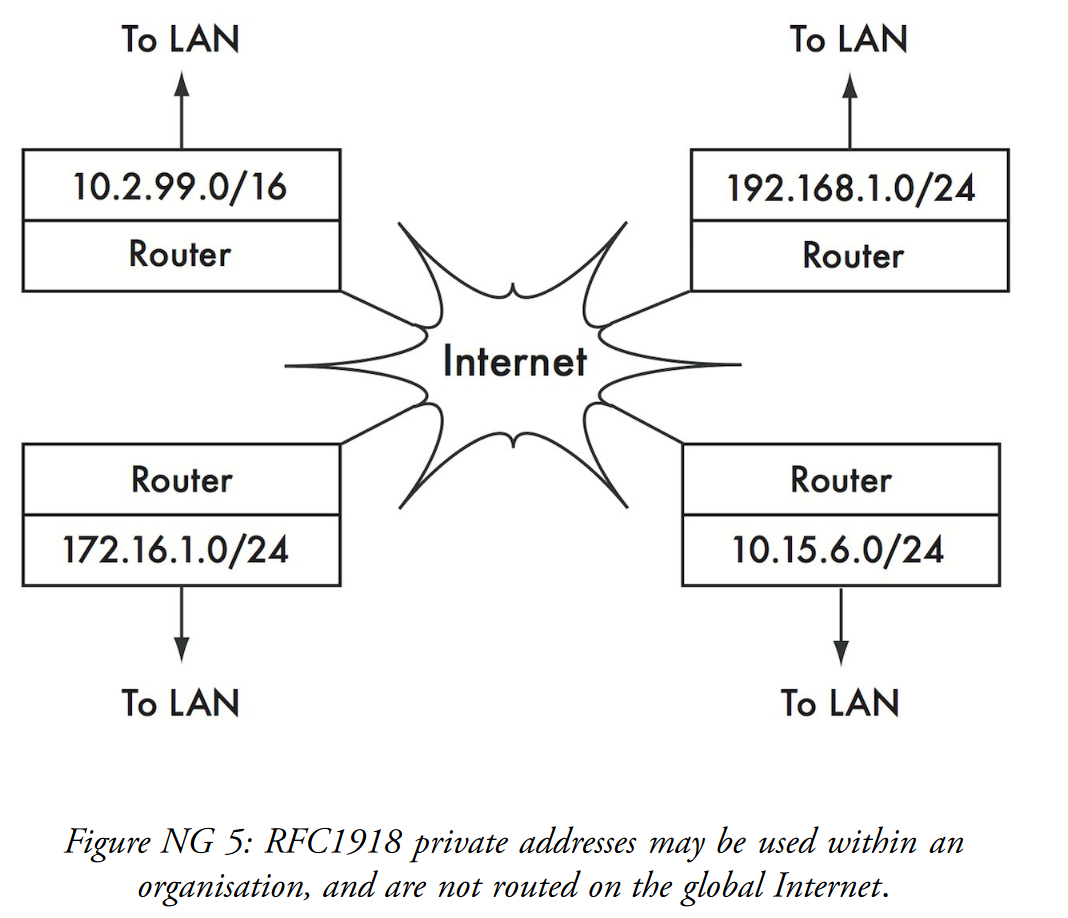 To LAN
To LAN
10.2.99.0/16
Router
192.168.1.0/24
Router
Internet
Router
172.16.1.0/24
Router
10.15.6.0/24
To LAN
To LAN
Figure NG 5: RFC1918 private addresses may be used within an
organisation, and are not routed on the global Internet.